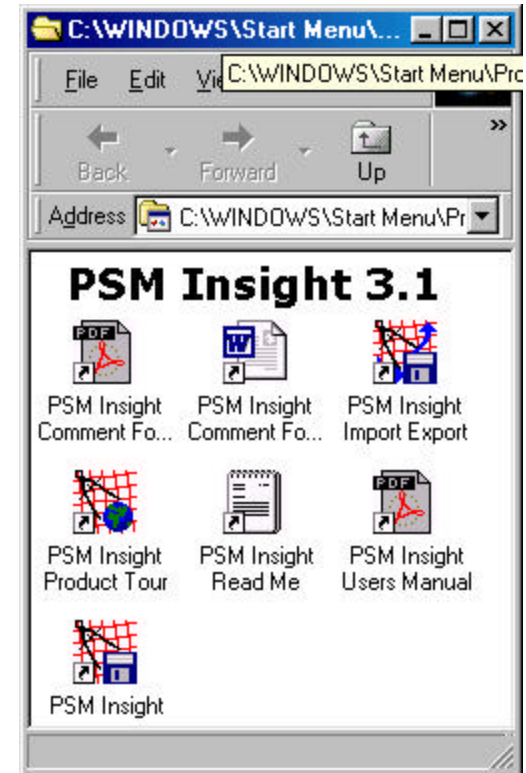 C:\WINDOWS\Start Menu\...
File Edit Vie
C:\WINDOWS\Start Menu\Pro
Back Forward Up »
Address C:\WINDOWS\Start Menu\Pr
PSM Insight 3.1
PDF W
PSM Insight PSM Insight PSM Insight
Comment Fo... Comment Fo... Import Export
PDF
PSM Insight PSM Insight PSM Insight
Product Tour Read Me Users Manual
PSM Insight